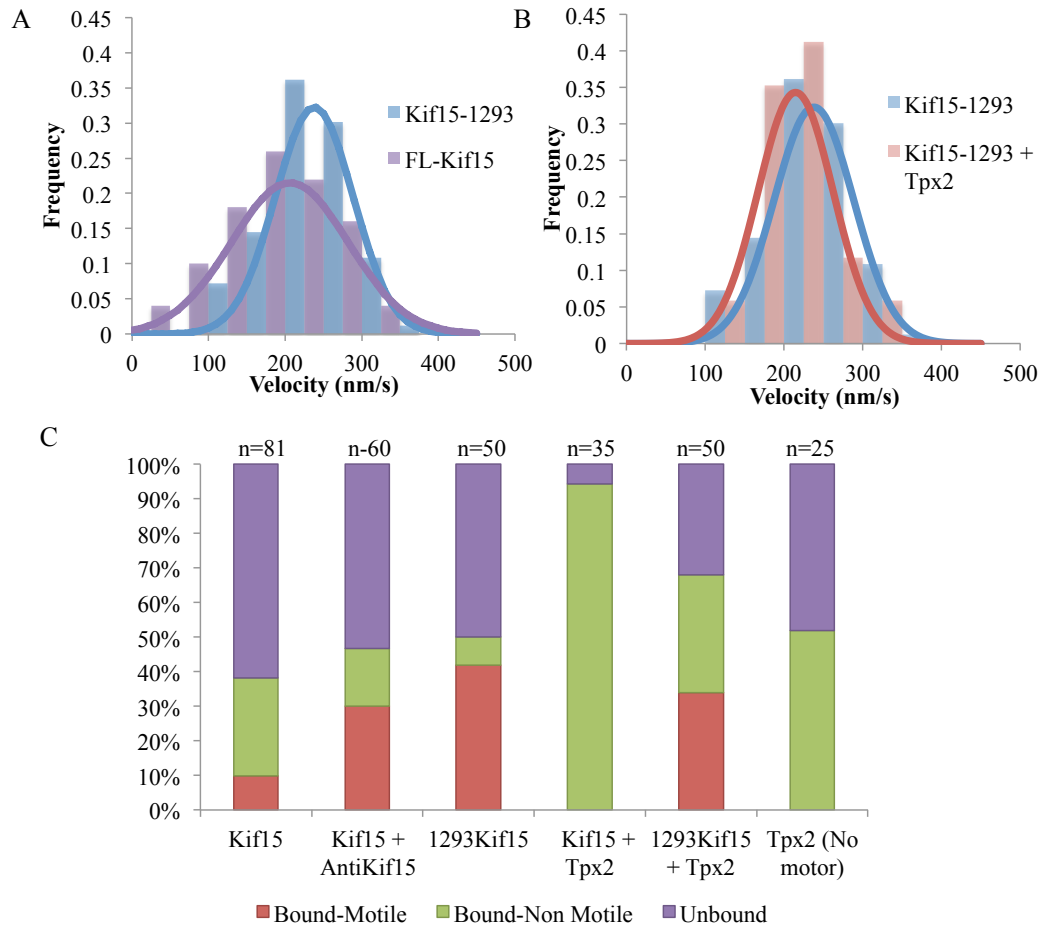 A
0.45
0.4
0.35
0.3
0.25
0.2
0.15
0.1
0.05
0
Frequency
0
100
200
300
400
500
Velocity (nm/s)
Kif15-1293
FL-Kif15
B
0.45
0.4
0.35
0.3
0.25
0.2
0.15
0.1
0.05
0
Frequency
0
100
200
300
400
500
Velocity (nm/s)
Kif15-1293
Kif15-1293 +
Tpx2
C
n=81
n-60
n=50
n=35
n=50
n=25
100%
90%
80%
70%
60%
50%
40%
30%
20%
10%
0%
Kif15
Kif15 +
AntiKif15
1293Kif15
Kif15 +
Tpx2
1293Kif15
+ Tpx2
Tpx2 (No
motor)
Bound-Motile
Bound-Non Motile
Unbound